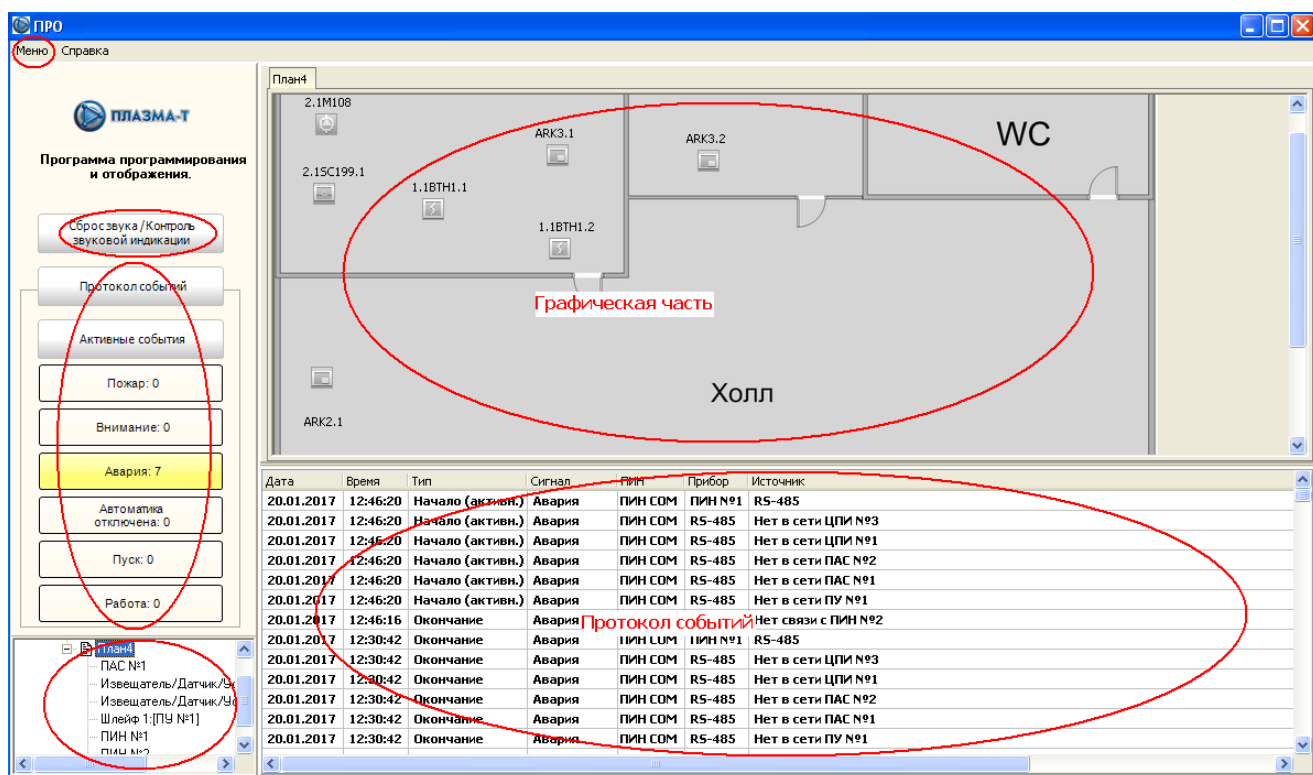 ПРО
Меню Справка
ПЛАЗМА-Т
Программа программирования
и отображения.
Сброс звука / Контроль
звуковой индикации
Протокол событий
Активные события
Пожар: 0
Внимание: 0
Авария: 7
Автоматика
отключена: 0
Пуск: 0
Работа: 0
План4
ПАС №1
Извещатель/Датчик/
Извещатель/Датчик/
Шлейф 1:[ПУ №1]
ПИН №1
ПИН №2
План4
2.1М108
ARK3.1
ARK3.2
WC
2.1SC199.1
1.1ВТН1.1
1.1ВТН1.2
Графическая часть
Холл
ARK2.1
Дата Время Тип Сигнал ПИН Прибор Источник
20.01.2017 12:46:20 Начало (активн.) Авария ПИН COM ПИН №1 RS-485
20.01.2017 12:46:20 Начало (активн.) Авария ПИН COM RS-485 Нет в сети ЦПИ №3
20.01.2017 12:46:20 Начало (активн.) Авария ПИН COM RS-485 Нет в сети ЦПИ №1
20.01.2017 12:46:20 Начало (активн.) Авария ПИН COM RS-485 Нет в сети ПАС №2
20.01.2017 12:46:20 Начало (активн.) Авария ПИН COM RS-485 Нет в сети ПАС №1
20.01.2017 12:46:20 Начало (активн.) Авария ПИН COM RS-485 Нет в сети ПУ №1
20.01.2017 12:46:16 Окончание Нет связи с ПИН №2
Протокол событий
20.01.2017 12:30:42 Окончание Авария ПИН COM ПИН №1 RS-485
20.01.2017 12:30:42 Окончание Авария ПИН COM RS-485 Нет в сети ЦПИ №3
20.01.2017 12:30:42 Окончание Авария ПИН COM RS-485 Нет в сети ЦПИ №1
20.01.2017 12:30:42 Окончание Авария ПИН COM RS-485 Нет в сети ПАС №2
20.01.2017 12:30:42 Окончание Авария ПИН COM RS-485 Нет в сети ПАС №1
20.01.2017 12:30:42 Окончание Авария ПИН COM RS-485 Нет в сети ПУ №1